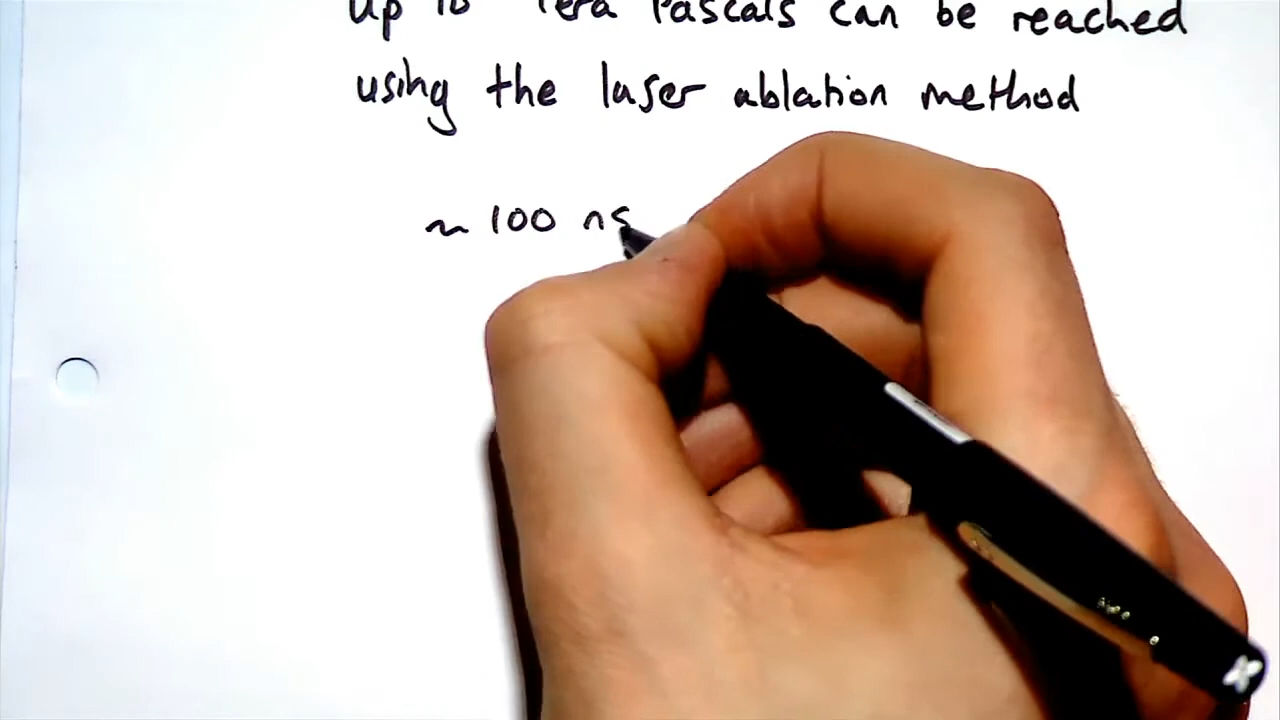 up to Tera Pascals can be reached
using the laser ablation method
~ 100 ns